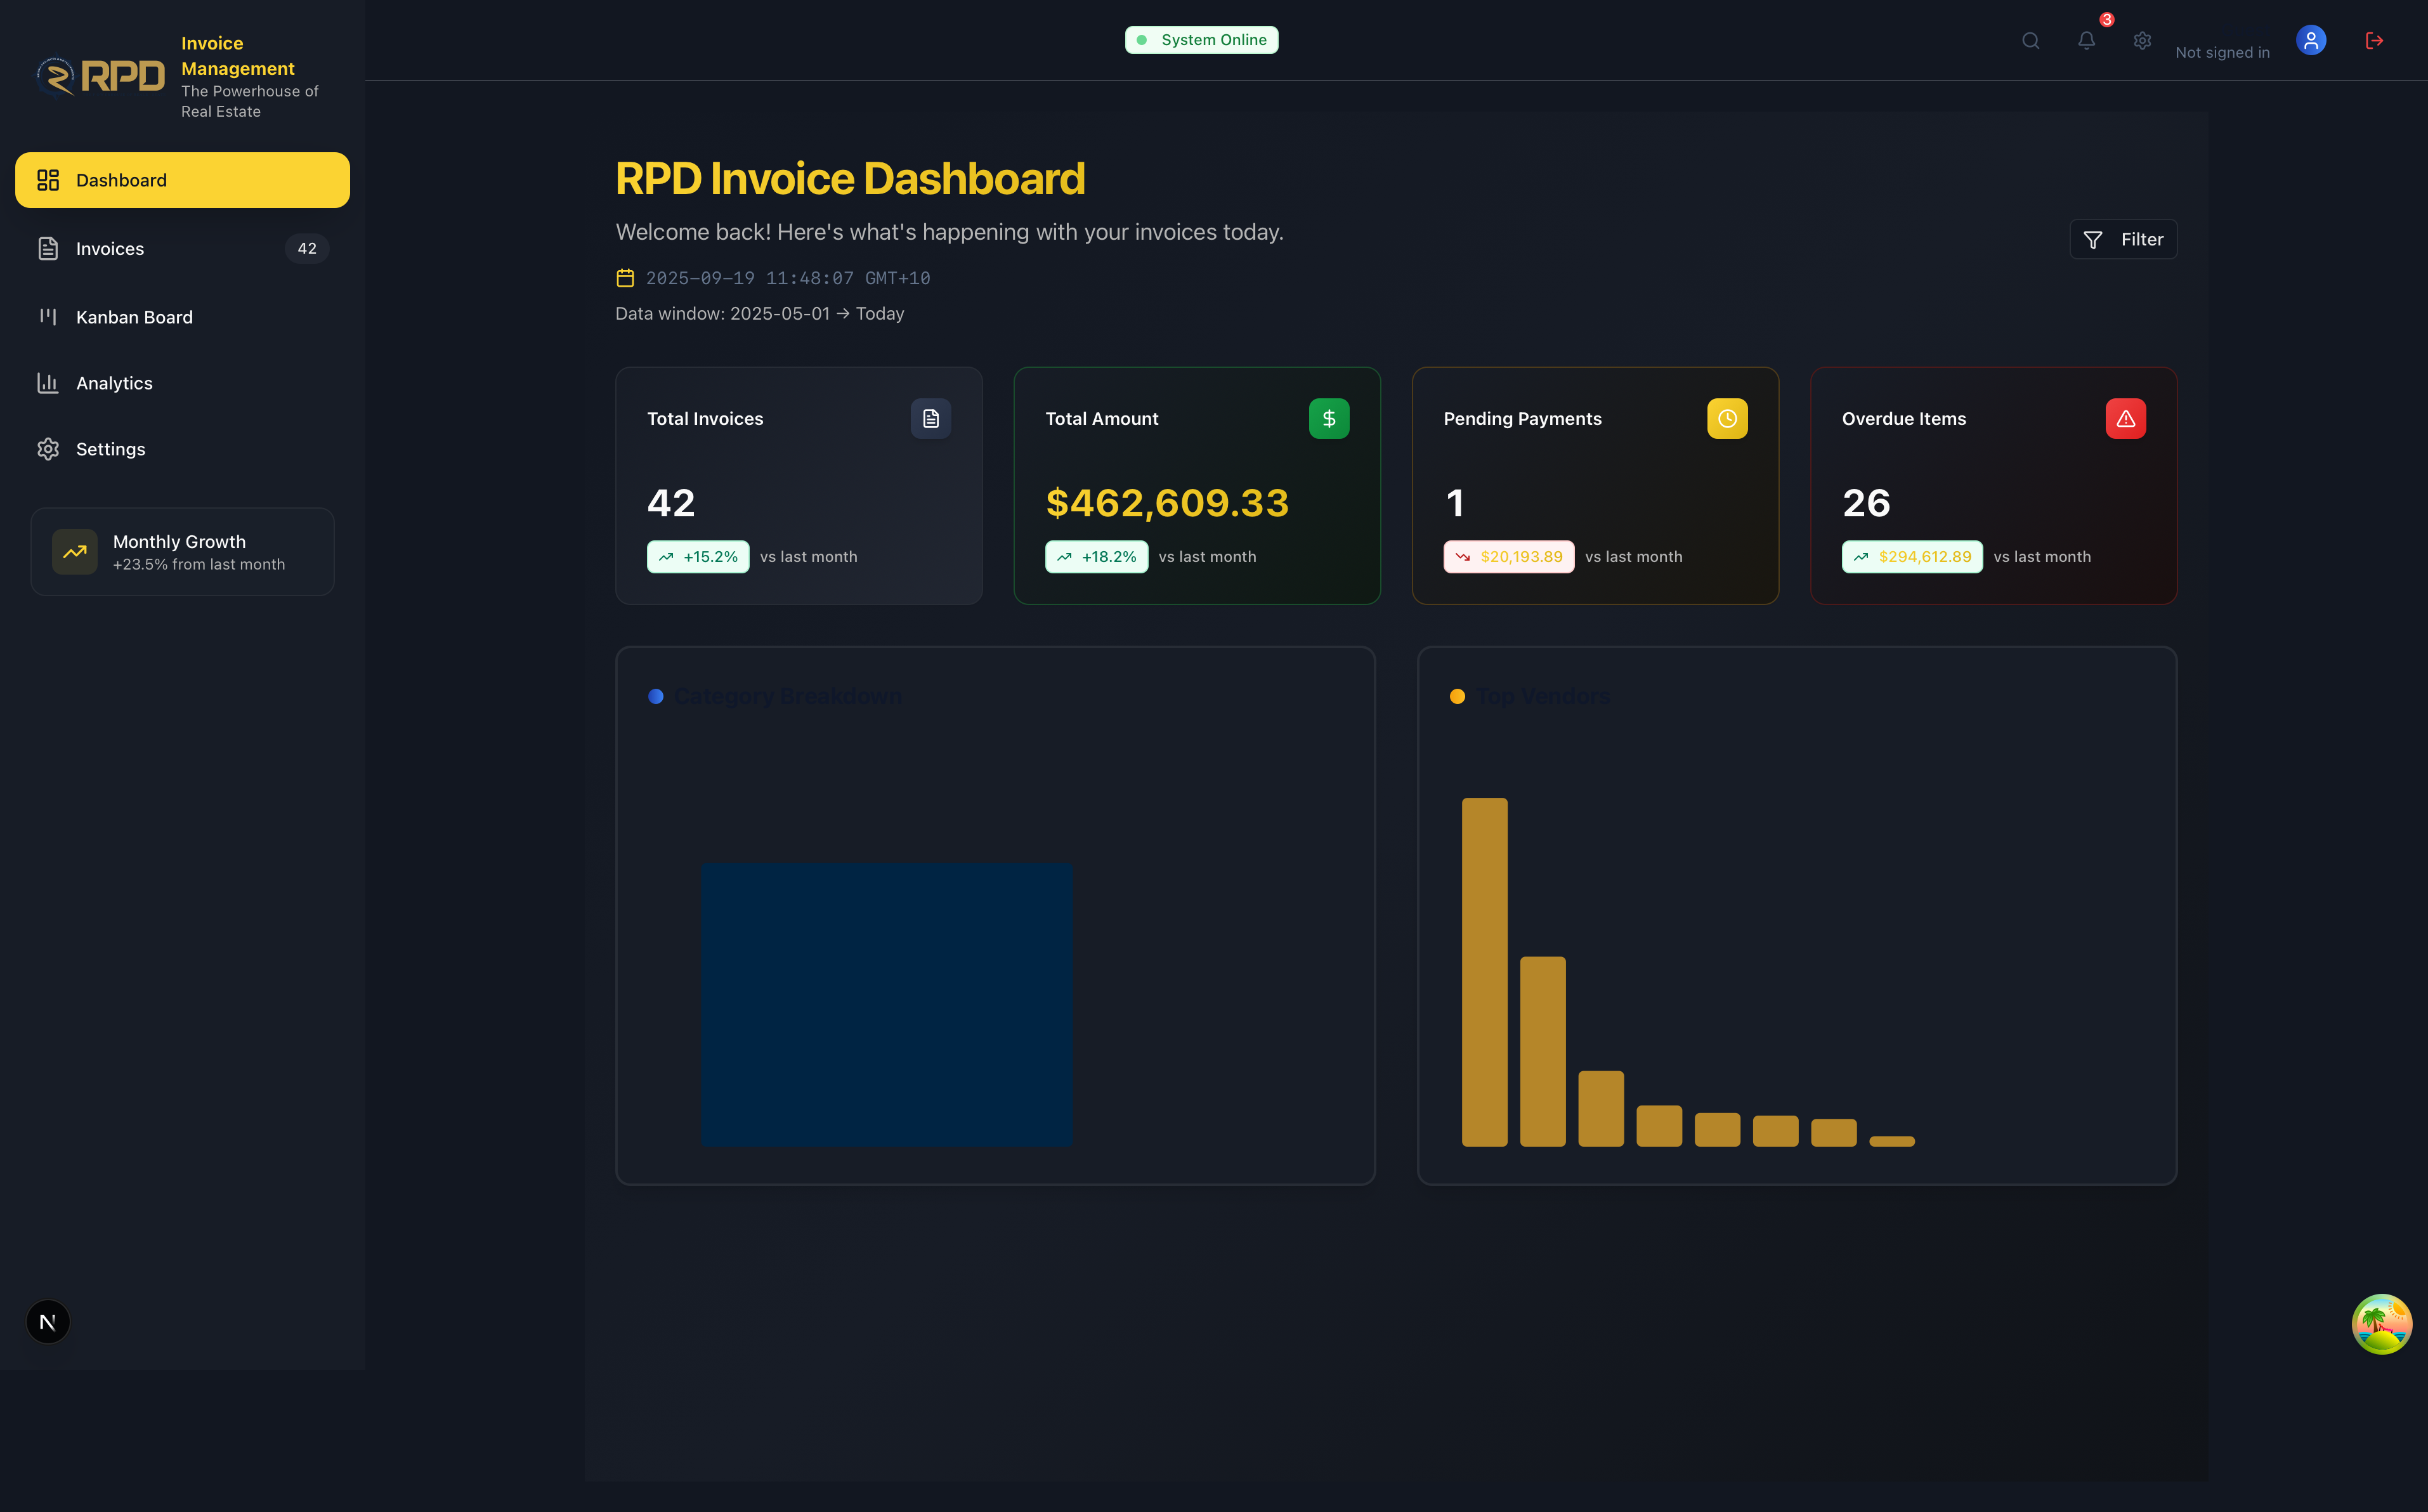 RPD
Invoice
Management
The Powerhouse of
Real Estate
System Online
3
Not signed in
Dashboard
Invoices
42
Kanban Board
Analytics
Settings
Monthly Growth
+23.5% from last month
RPD Invoice Dashboard
Welcome back! Here's what's happening with your invoices today.
Filter
2025-09-19 11:48:07 GMT+10
Data window: 2025-05-01 → Today
Total Invoices
42
+15.2% vs last month
Total Amount
$
$462,609.33
+18.2% vs last month
Pending Payments
1
$20,193.89 vs last month
Overdue Items
26
$294,612.89 vs last month
Category Breakdown
Top Vendors
N